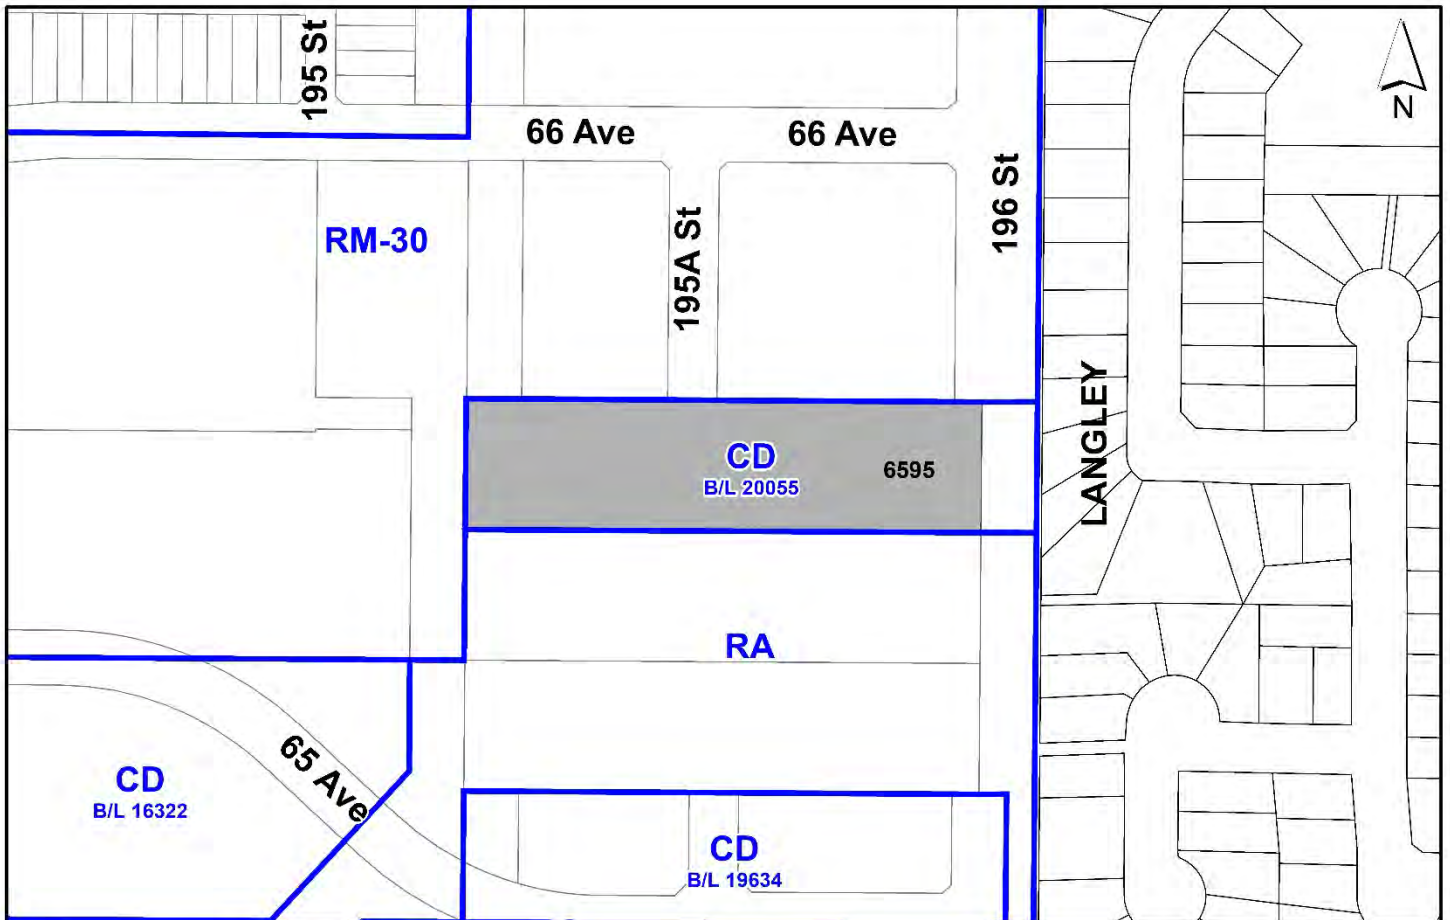 195 St
N
66 Ave
66 Ave
196 St
RM-30
195A St
LANGLEY
CD
B/L 20055
6595
RA
65 Ave
CD
B/L 16322
CD
B/L 19634